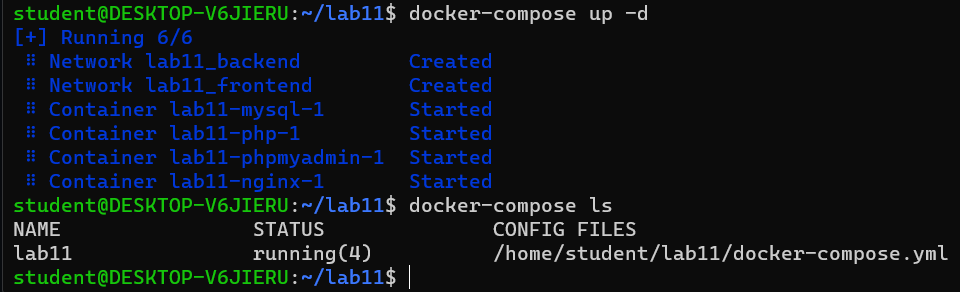 student@DESKTOP-V6JIERU:~/lab11$ docker-compose up -d
[+] Running 6/6
⠿ Network lab11_backend Created
⠿ Network lab11_frontend Created
⠿ Container lab11-mysql-1 Started
⠿ Container lab11-php-1 Started
⠿ Container lab11-phpmyadmin-1 Started
⠿ Container lab11-nginx-1 Started
student@DESKTOP-V6JIERU:~/lab11$ docker-compose ls
NAME STATUS CONFIG FILES
lab11 running(4) /home/student/lab11/docker-compose.yml
student@DESKTOP-V6JIERU:~/lab11$